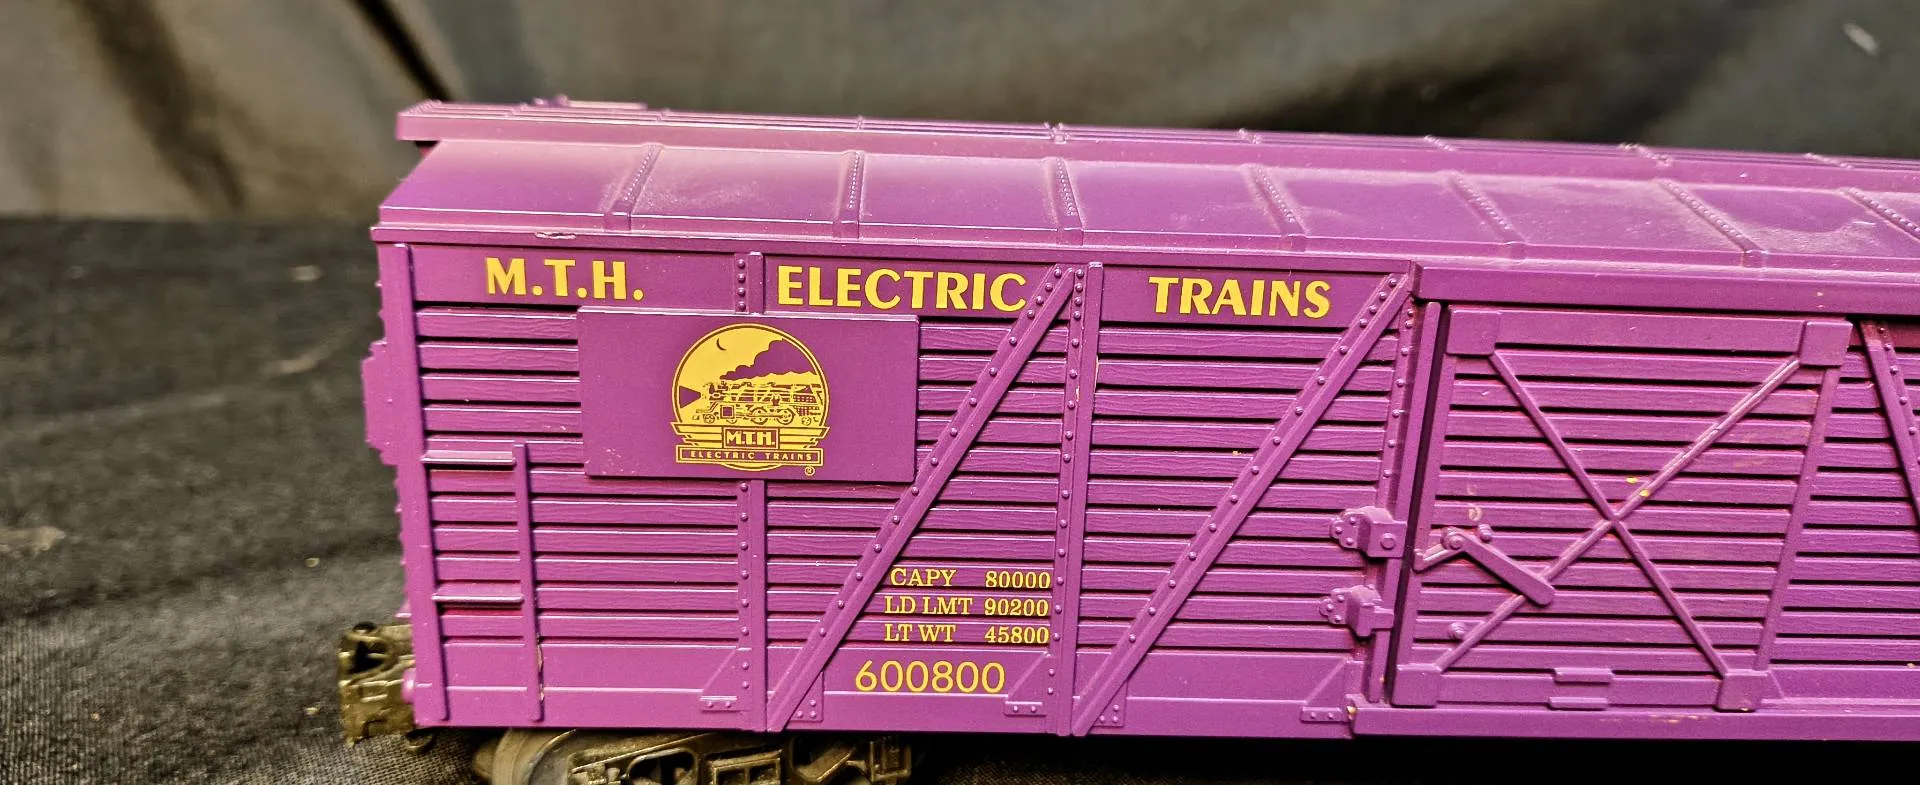 M.T.H. ELECTRIC TRAINS
M.T.H.
ELECTRIC TRAINS
®
CAPY 80000
LD LMT 90200
LT WT 45800
600800